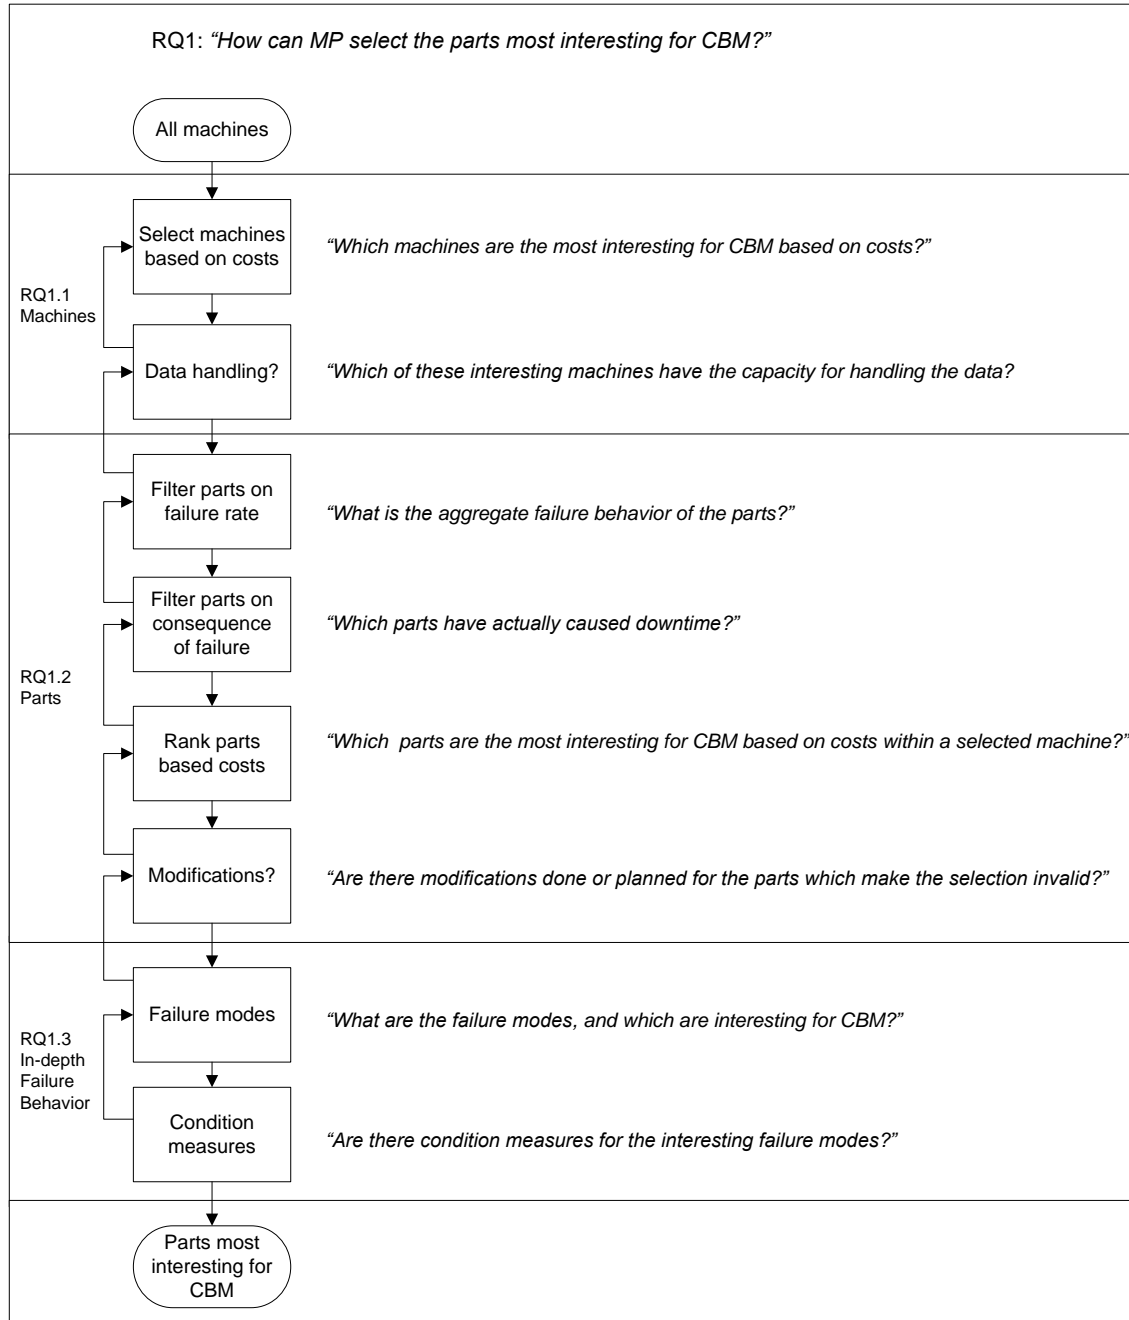 RQ1: “How can MP select the parts most interesting for CBM?”
All machines
Select machines
based on costs
“Which machines are the most interesting for CBM based on costs?”
RQ1.1
Machines
Data handling?
“Which of these interesting machines have the capacity for handling the data?
Filter parts on
failure rate
“What is the aggregate failure behavior of the parts?”
Filter parts on
consequence
of failure
“Which parts have actually caused downtime?”
RQ1.2
Parts
Rank parts
based costs
“Which  parts are the most interesting for CBM based on costs within a selected machine?”
Modifications?
“Are there modifications done or planned for the parts which make the selection invalid?”
Failure modes
“What are the failure modes, and which are interesting for CBM?”
RQ1.3
In-depth
Failure
Behavior
Condition
measures
“Are there condition measures for the interesting failure modes?”
Parts most
interesting for
CBM